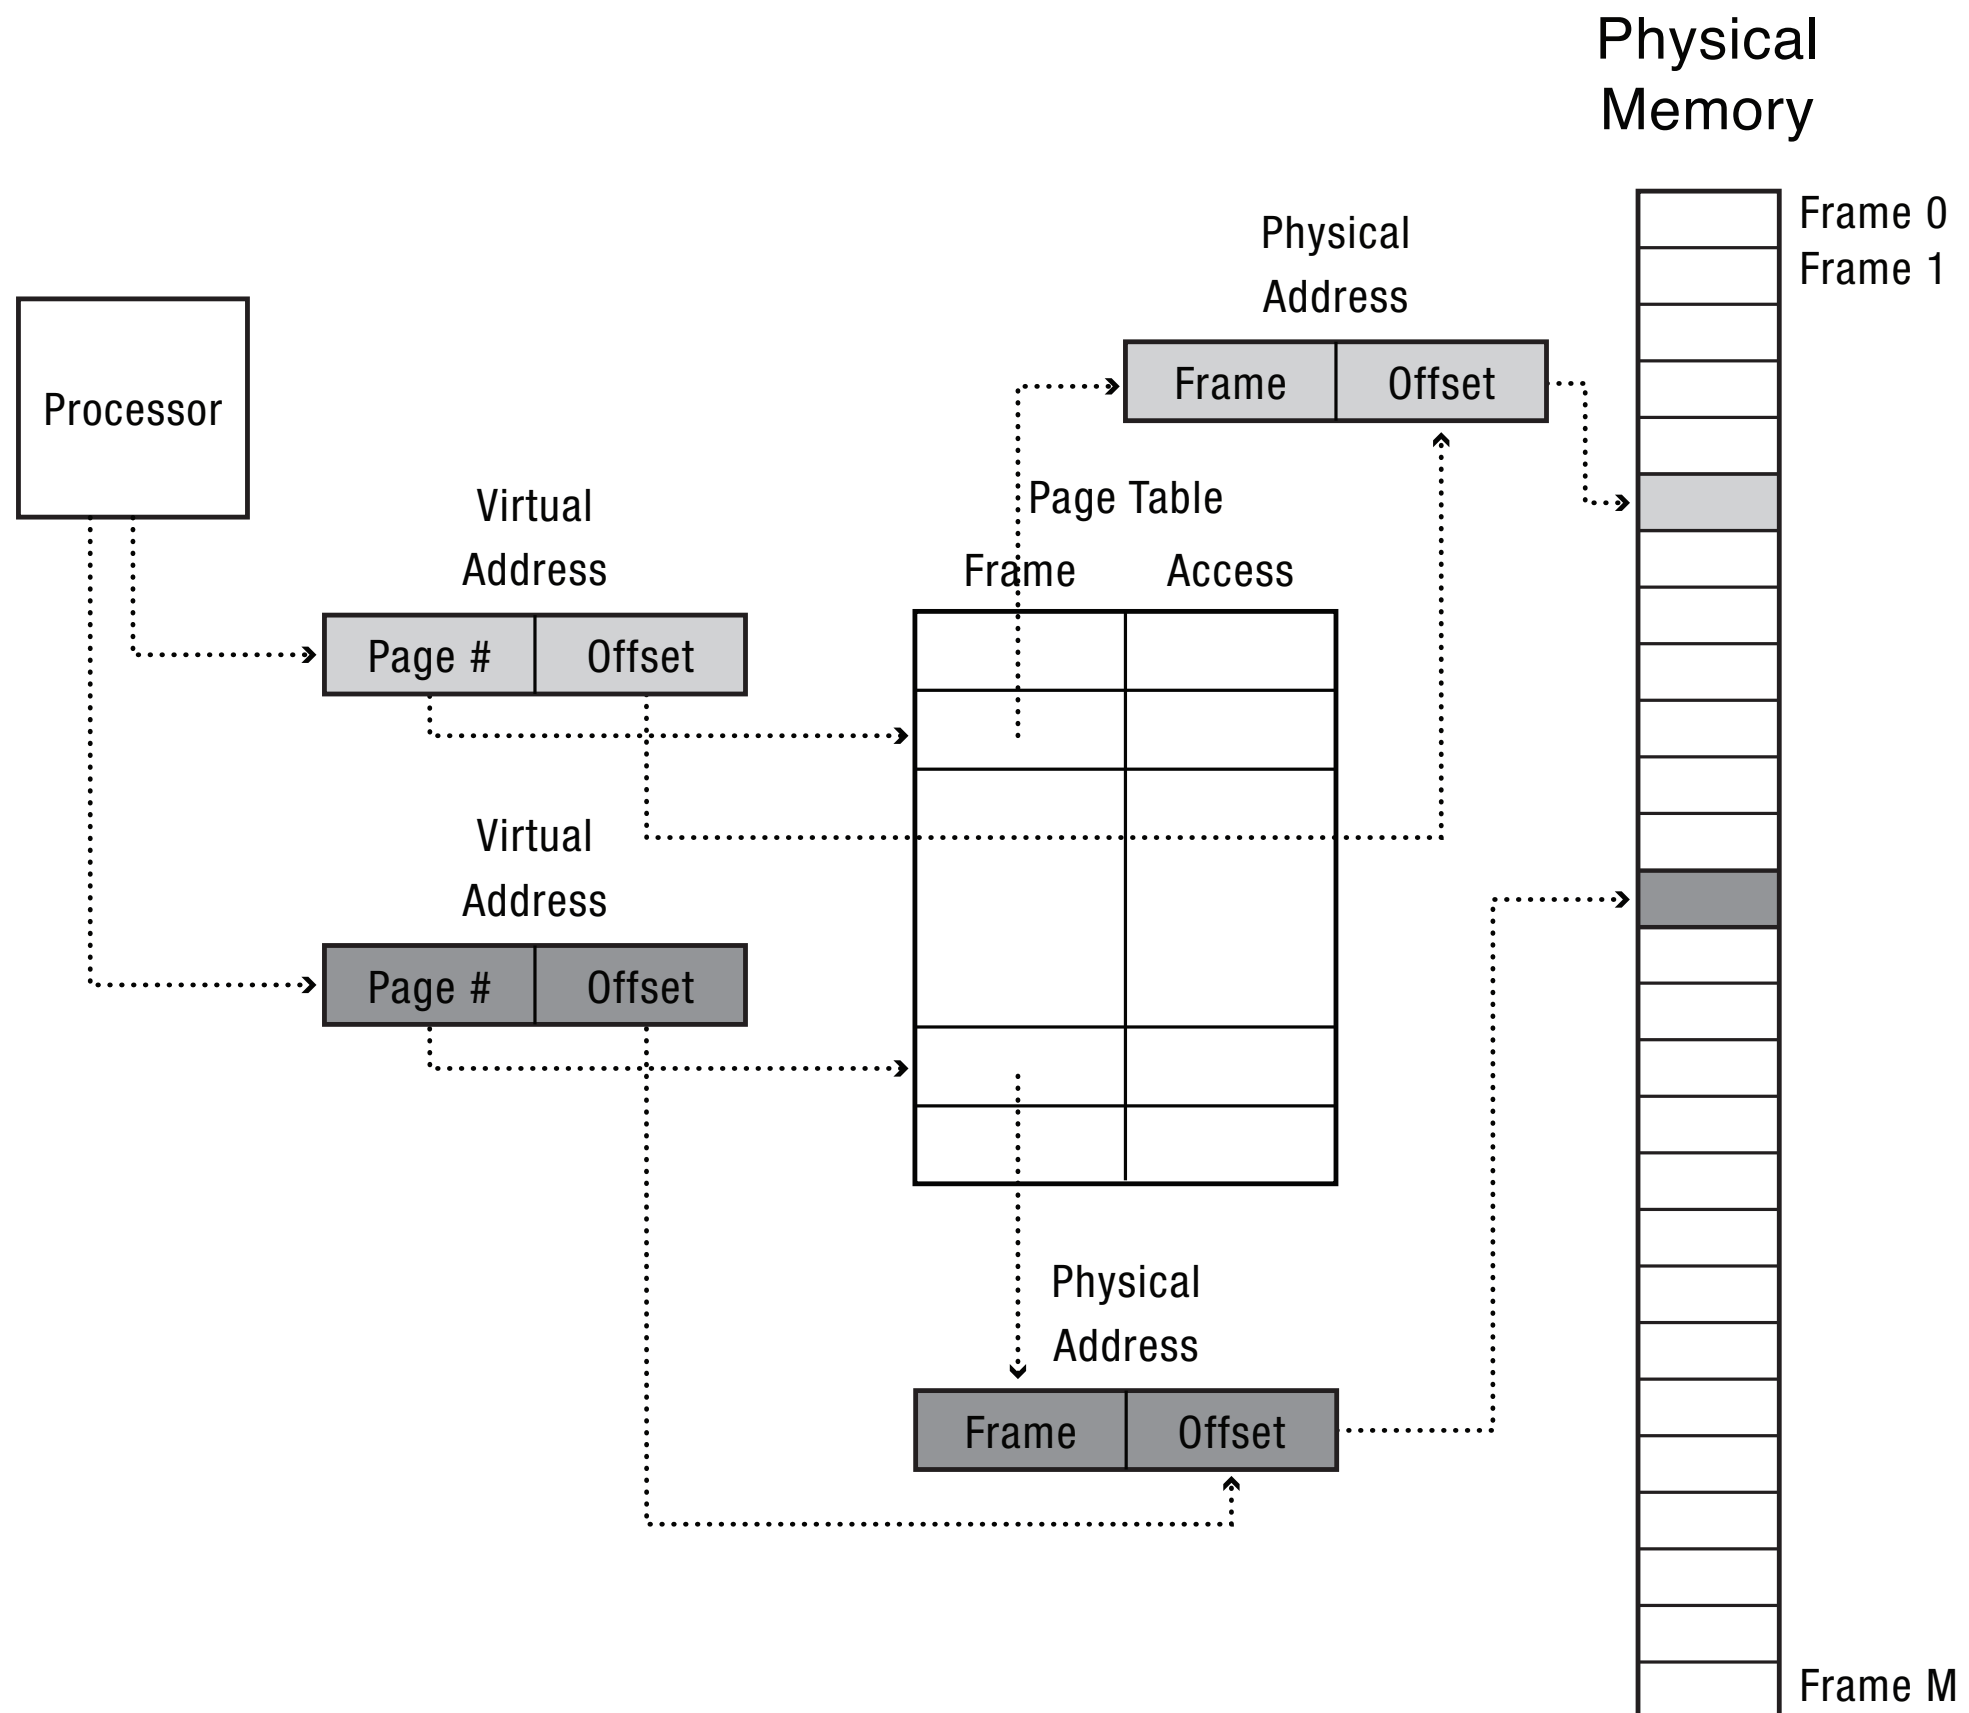 Physical
Memory
Frame 0
Frame 1
Physical
Address
Frame Offset
Processor
Virtual
Address
Page # Offset
Page Table
Frame Access
Virtual
Address
Page # Offset
Physical
Address
Frame Offset
Frame M